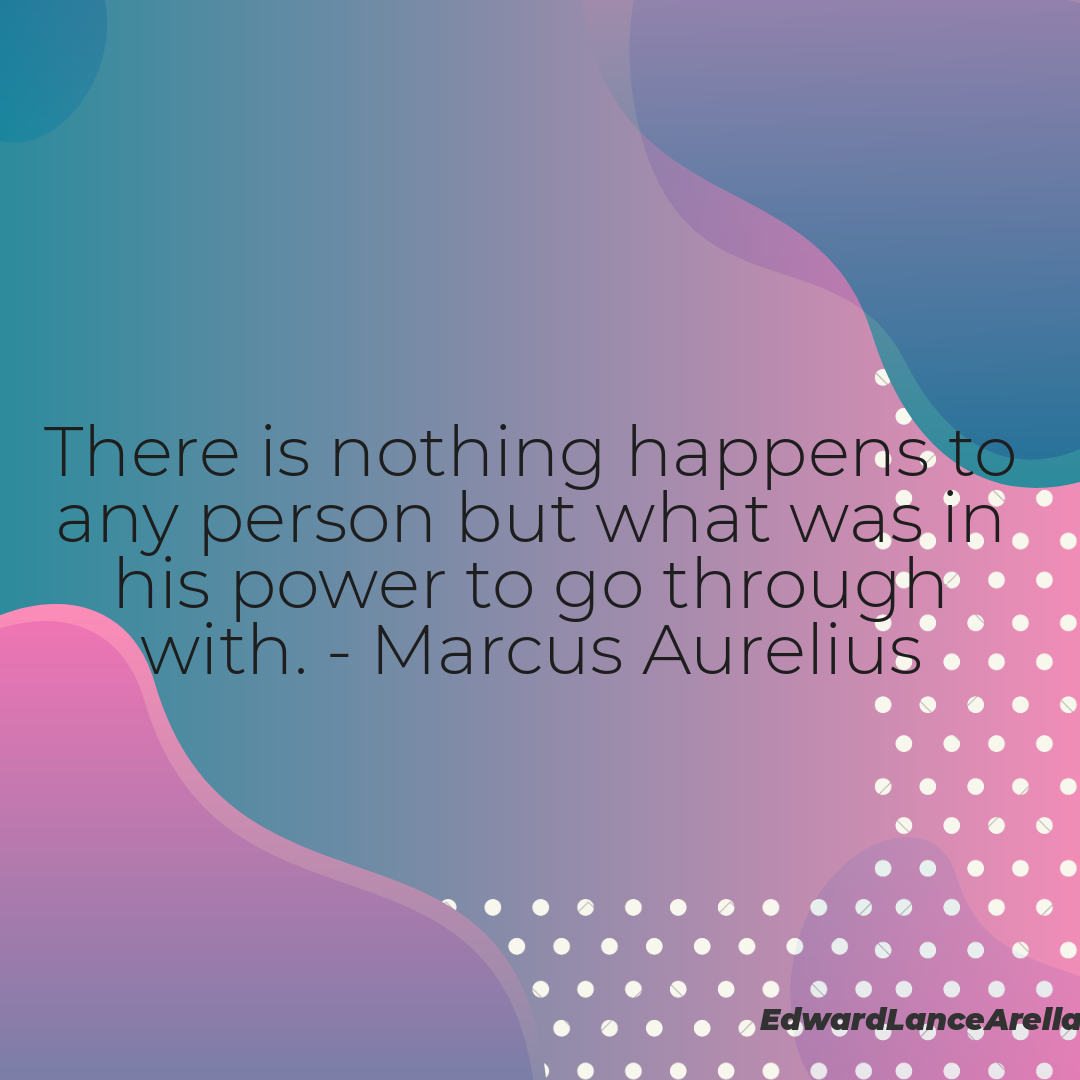 There is nothing happens to
any person but what was in
his power to go through
with. - Marcus Aurelius
EdwardLanceArella